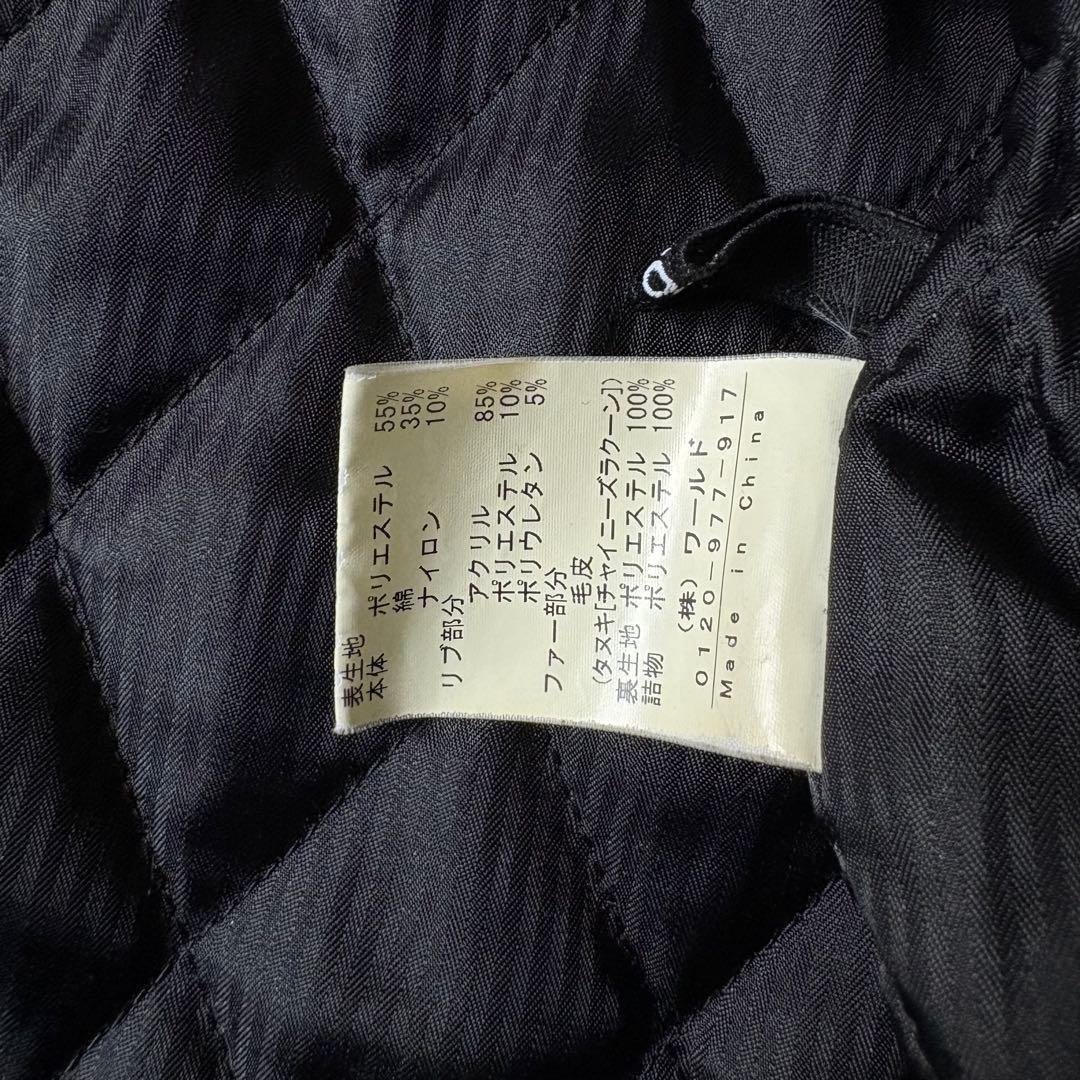 表生地
本体 ポリエステル 55%
綿 35%
ナイロン 10%
リブ部分
アクリル 85%
ポリエステル 10%
ポリウレタン 5%
ファー部分
毛皮
(タヌキ[チャイニーズラクーン])
裏生地 ポリエステル 100%
詰物 ポリエステル 100%
(株)ワールド
0120-977-917
Made in China